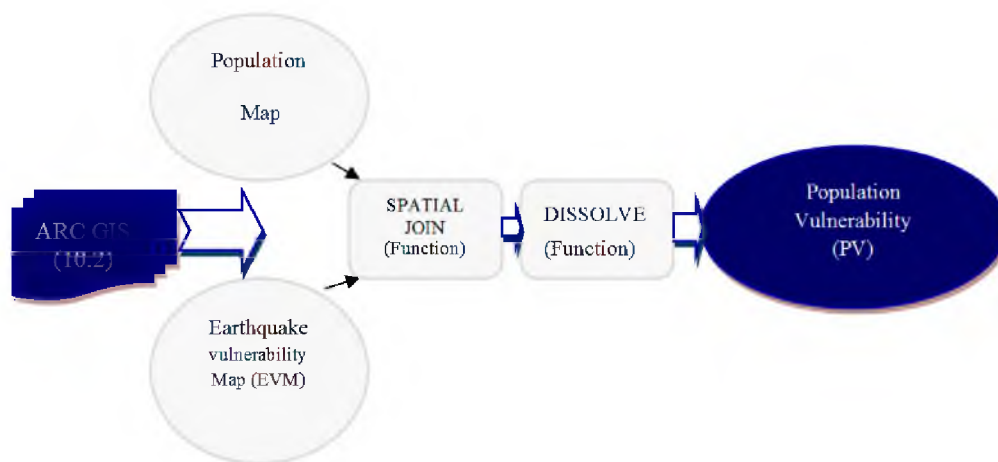 Population
Map
ARC GIS
(10.2)
SPATIAL
JOIN
(Function)
DISSOLVE
(Function)
Population
Vulnerability
(PV)
Earthquake
vulnerability
Map (EVM)